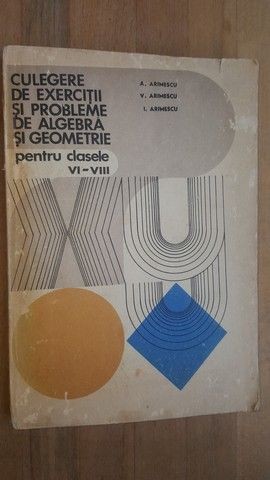 CULEGERE
DE EXERCIȚII
ȘI PROBLEME
DE ALGEBRĂ
ȘI GEOMETRIE
pentru clasele
VI-VIII
A. ARIMESCU
V. ARIMESCU
I. ARIMESCU